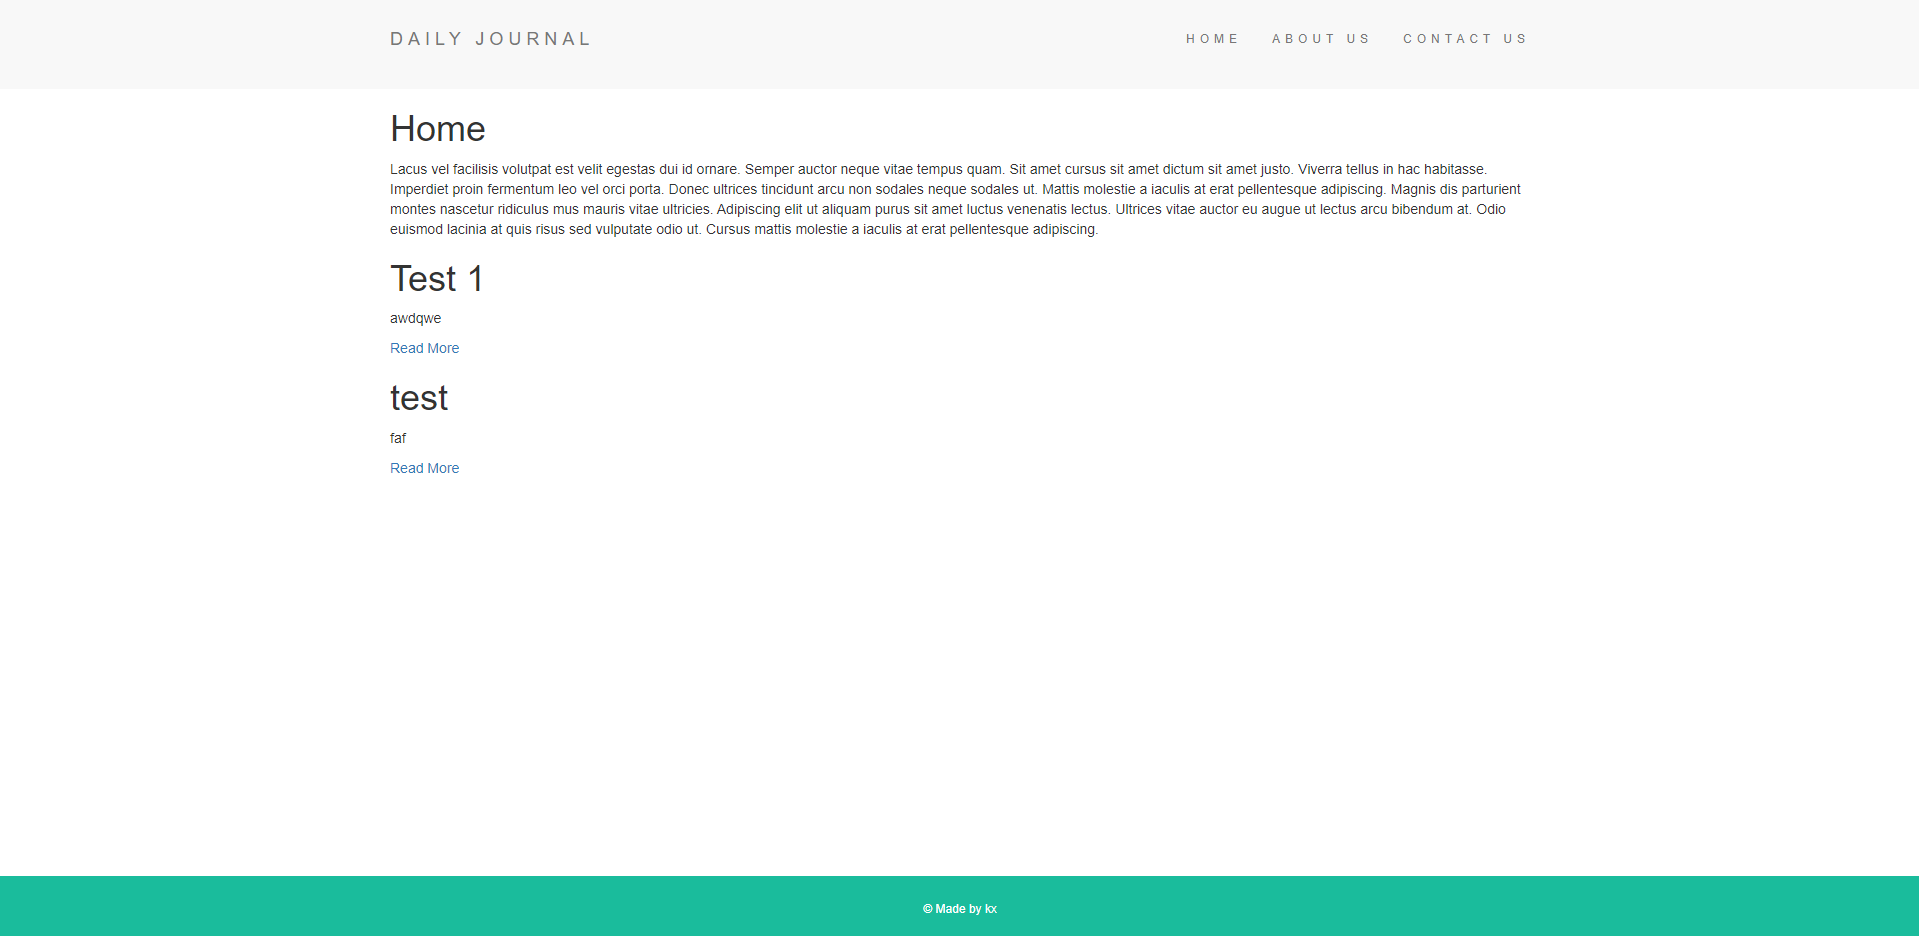 DAILY JOURNAL
HOME ABOUT US CONTACT US
Home
Lacus vel facilisis volutpat est velit egestas dui id ornare. Semper auctor neque vitae tempus quam. Sit amet cursus sit amet dictum sit amet justo. Viverra tellus in hac habitasse.
Imperdiet proin fermentum leo vel orci porta. Donec ultrices tincidunt arcu non sodales neque sodales ut. Mattis molestie a iaculis at erat pellentesque adipiscing. Magnis dis parturient
montes nascetur ridiculus mus mauris vitae ultricies. Adipiscing elit ut aliquam purus sit amet luctus venenatis lectus. Ultrices vitae auctor eu augue ut lectus arcu bibendum at. Odio
euismod lacinia at quis risus sed vulputate odio ut. Cursus mattis molestie a iaculis at erat pellentesque adipiscing.
Test 1
awdqwe
Read More
test
faf
Read More
© Made by kx